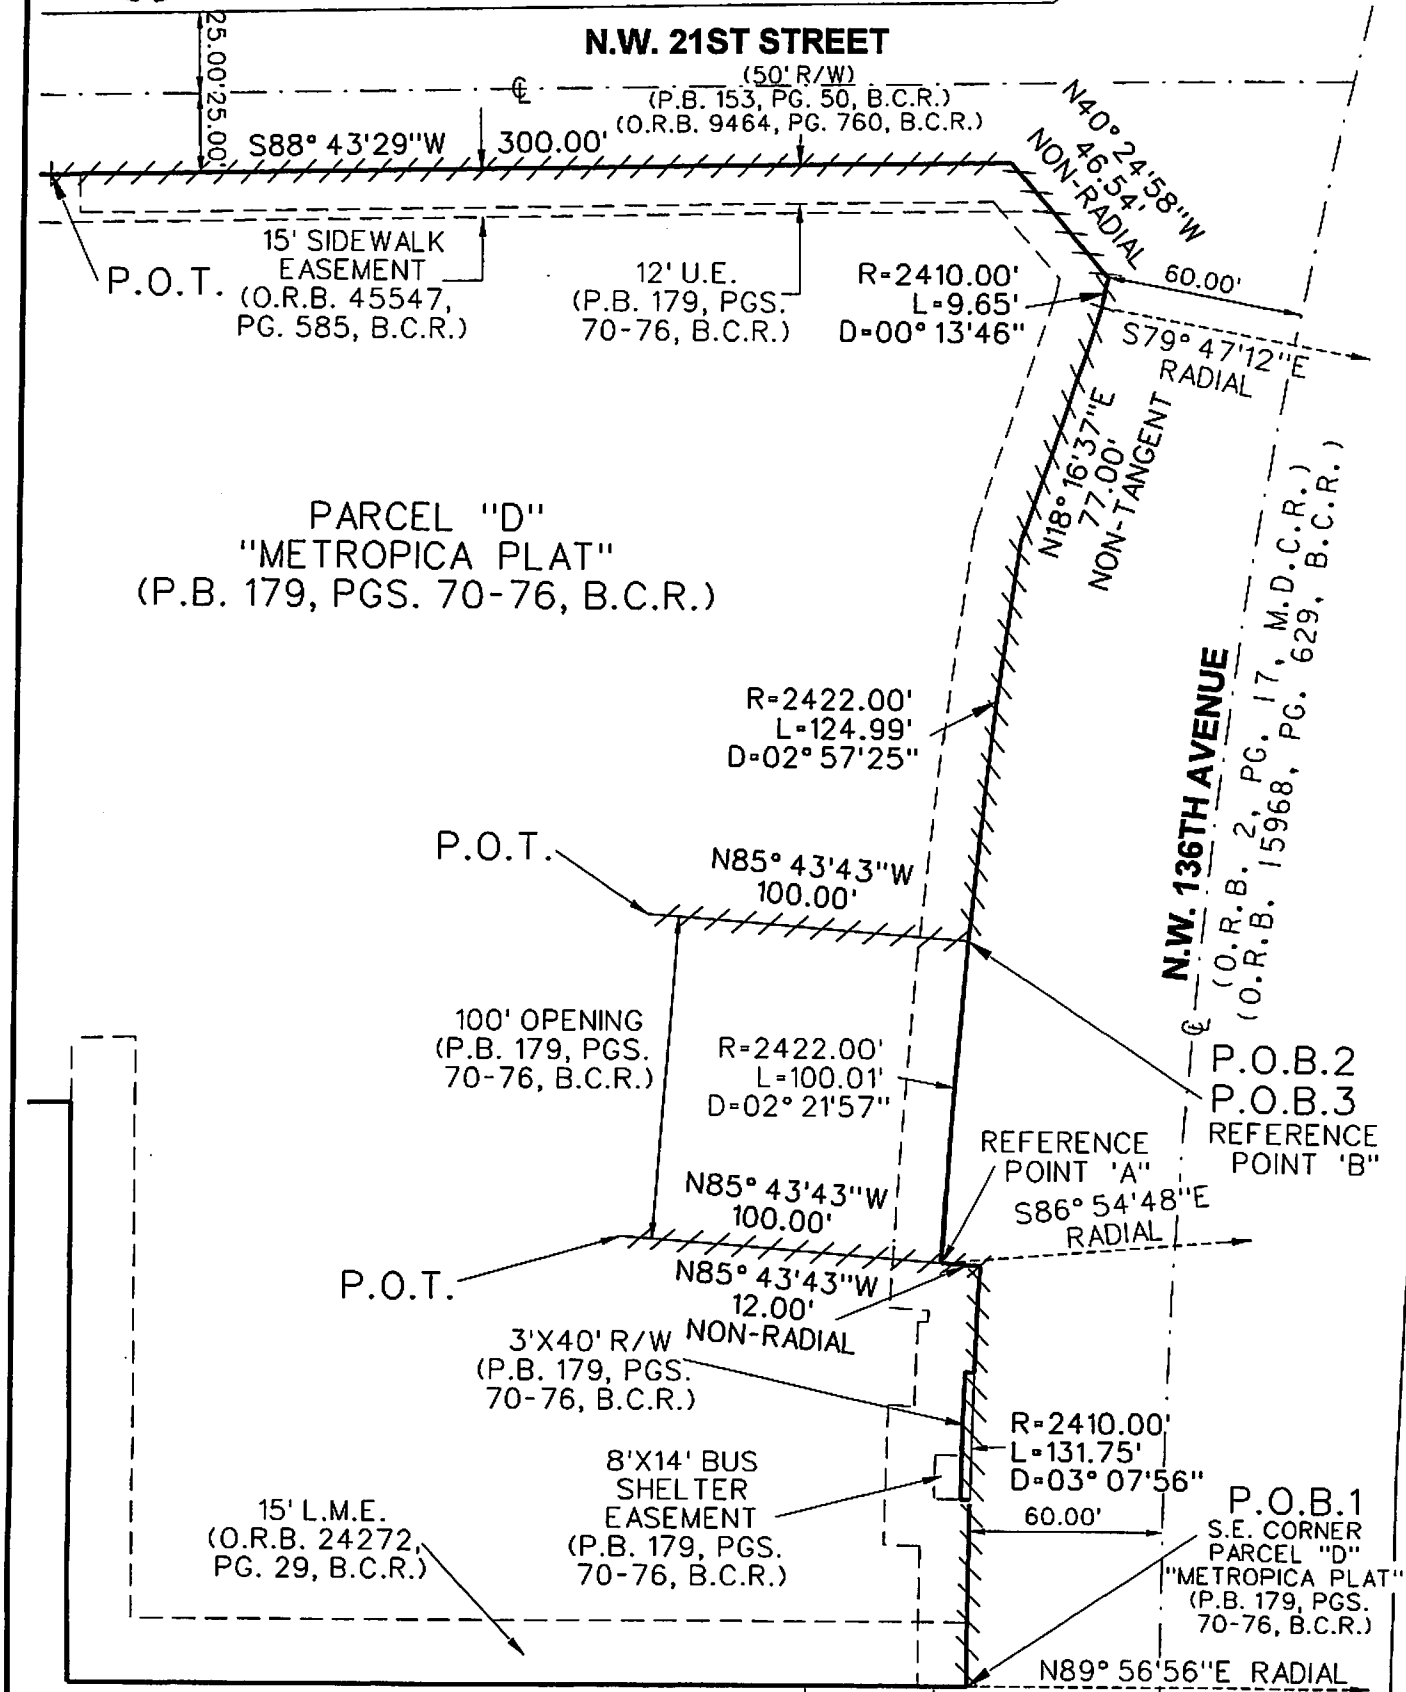 N.W. 21ST STREET
(50' R/W)
(P.B. 153, PG. 50, B.C.R.)
(O.R.B. 9464, PG. 760, B.C.R.)
25.00'
25.00'
℄
S88°43'29"W 300.00'
N40°24'58"W
46.54'
NON-RADIAL
60.00'
P.O.T.
15' SIDEWALK
EASEMENT
(O.R.B. 45547,
PG. 585, B.C.R.)
12' U.E.
(P.B. 179, PGS.
70-76, B.C.R.)
R=2410.00'
L=9.65'
D=00°13'46"
S79°47'12"E
RADIAL
N18°16'37"E
77.00'
NON-TANGENT
PARCEL "D"
"METROPICA PLAT"
(P.B. 179, PGS. 70-76, B.C.R.)
N.W. 136TH AVENUE
(O.R.B. 2, PG. 17, M.D.C.R.)
(O.R.B. 15968, PG. 629, B.C.R.)
℄
R=2422.00'
L=124.99'
D=02°57'25"
P.O.T.
N85°43'43"W
100.00'
100' OPENING
(P.B. 179, PGS.
70-76, B.C.R.)
R=2422.00'
L=100.01'
D=02°21'57"
P.O.B.2
P.O.B.3
REFERENCE
POINT 'B"
REFERENCE
POINT 'A"
S86°54'48"E
RADIAL
N85°43'43"W
100.00'
P.O.T.
N85°43'43"W
12.00'
NON-RADIAL
3'X40' R/W
(P.B. 179, PGS.
70-76, B.C.R.)
R=2410.00'
L=131.75'
D=03°07'56"
8'X14' BUS
SHELTER
EASEMENT
(P.B. 179, PGS.
70-76, B.C.R.)
60.00'
15' L.M.E.
(O.R.B. 24272,
PG. 29, B.C.R.)
P.O.B.1
S.E. CORNER
PARCEL "D"
"METROPICA PLAT"
(P.B. 179, PGS.
70-76, B.C.R.)
N89°56'56"E RADIAL